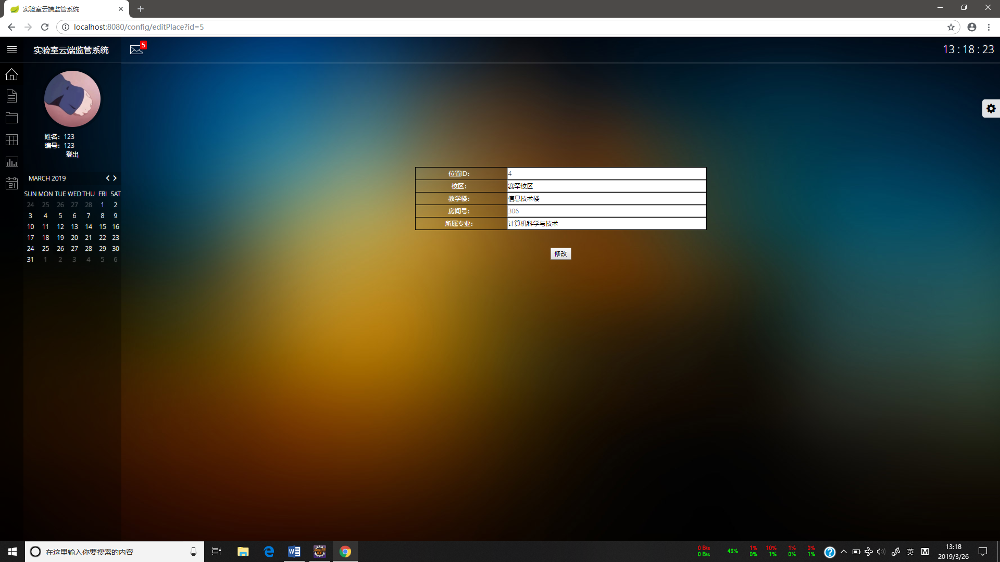 实验室云端监管系统
localhost:8080/config/editPlace?id=5
实验室云端监管系统
5
13 : 18 : 23
姓名：123
编号：123
登出
MARCH 2019
SUN MON TUE WED THU FRI SAT
24 25 26 27 28 1 2
3 4 5 6 7 8 9
10 11 12 13 14 15 16
17 18 19 20 21 22 23
24 25 26 27 28 29 30
31 1 2 3 4 5 6
21
位置ID： 4
校区： 赛罕校区
教学楼： 信息技术楼
房间号： 306
所属专业： 计算机科学与技术
修改
在这里输入你要搜索的内容
0 B/s 1% 10% 1% 0%
46%
0 B/s 0% 1% 0% 1%
英
M
13:18
2019/3/26